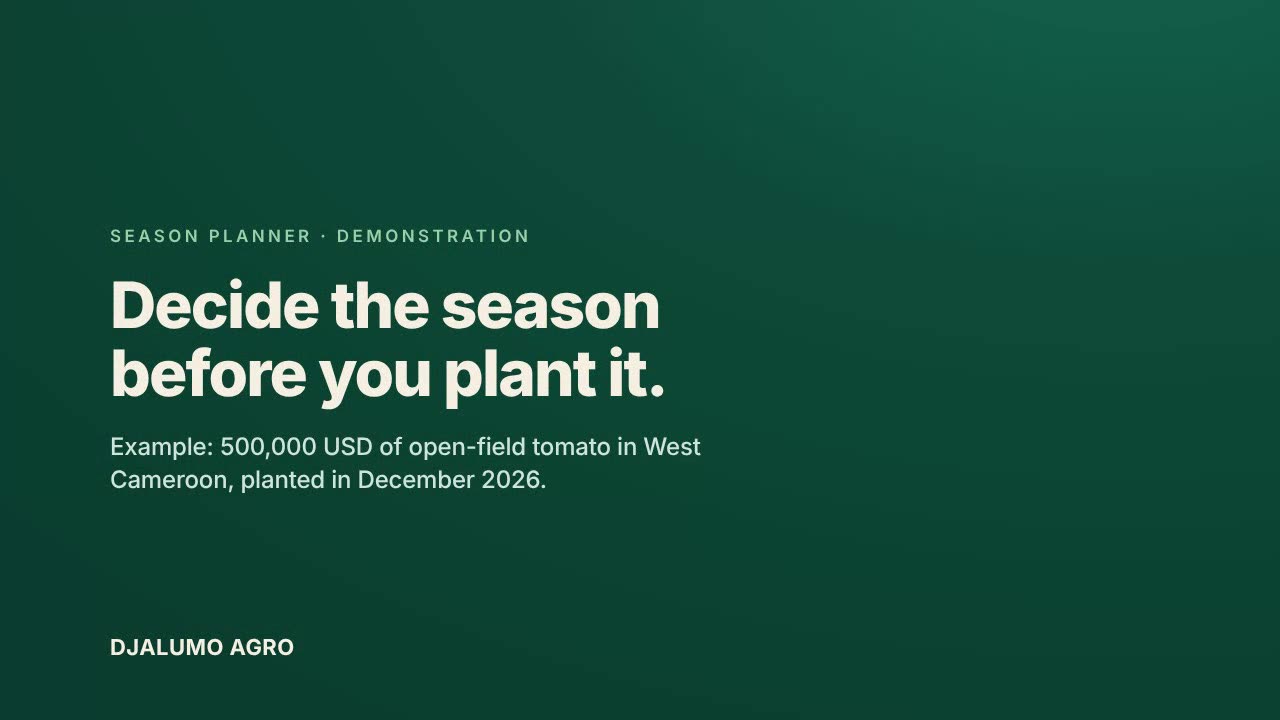 SEASON PLANNER · DEMONSTRATION
Decide the season
before you plant it.
Example: 500,000 USD of open-field tomato in West
Cameroon, planted in December 2026.
DJALUMO AGRO